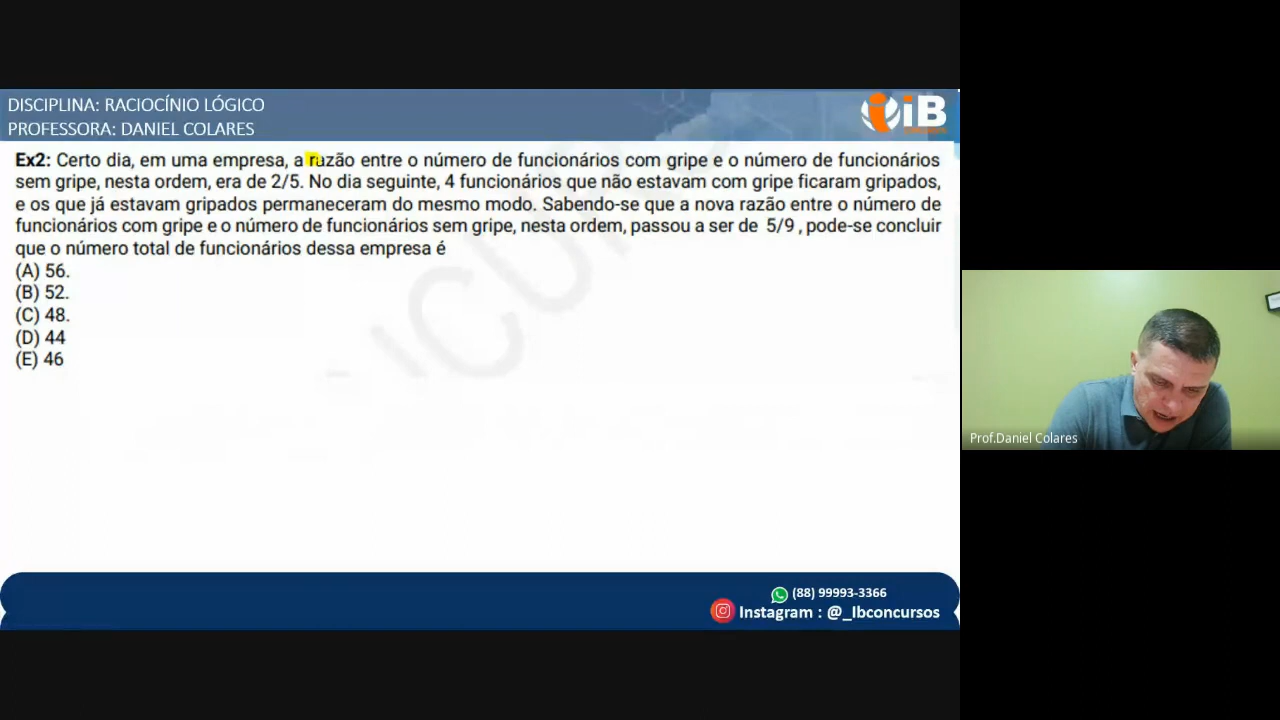 DISCIPLINA: RACIOCÍNIO LÓGICO
PROFESSORA: DANIEL COLARES
iB
Ex2: Certo dia, em uma empresa, a razão entre o número de funcionários com gripe e o número de funcionários
sem gripe, nesta ordem, era de 2/5. No dia seguinte, 4 funcionários que não estavam com gripe ficaram gripados,
e os que já estavam gripados permaneceram do mesmo modo. Sabendo-se que a nova razão entre o número de
funcionários com gripe e o número de funcionários sem gripe, nesta ordem, passou a ser de 5/9 , pode-se concluir
que o número total de funcionários dessa empresa é
(A) 56.
(B) 52.
(C) 48.
(D) 44
(E) 46
Prof.Daniel Colares
(88) 99993-3366
Instagram : @_Ibconcursos